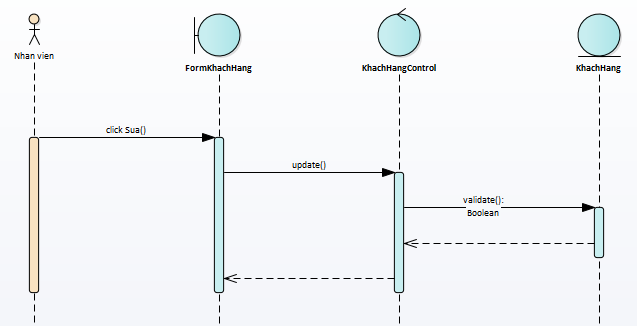 Nhan vien
FormKhachHang
KhachHangControl
KhachHang
click Sua()
update()
validate():
Boolean